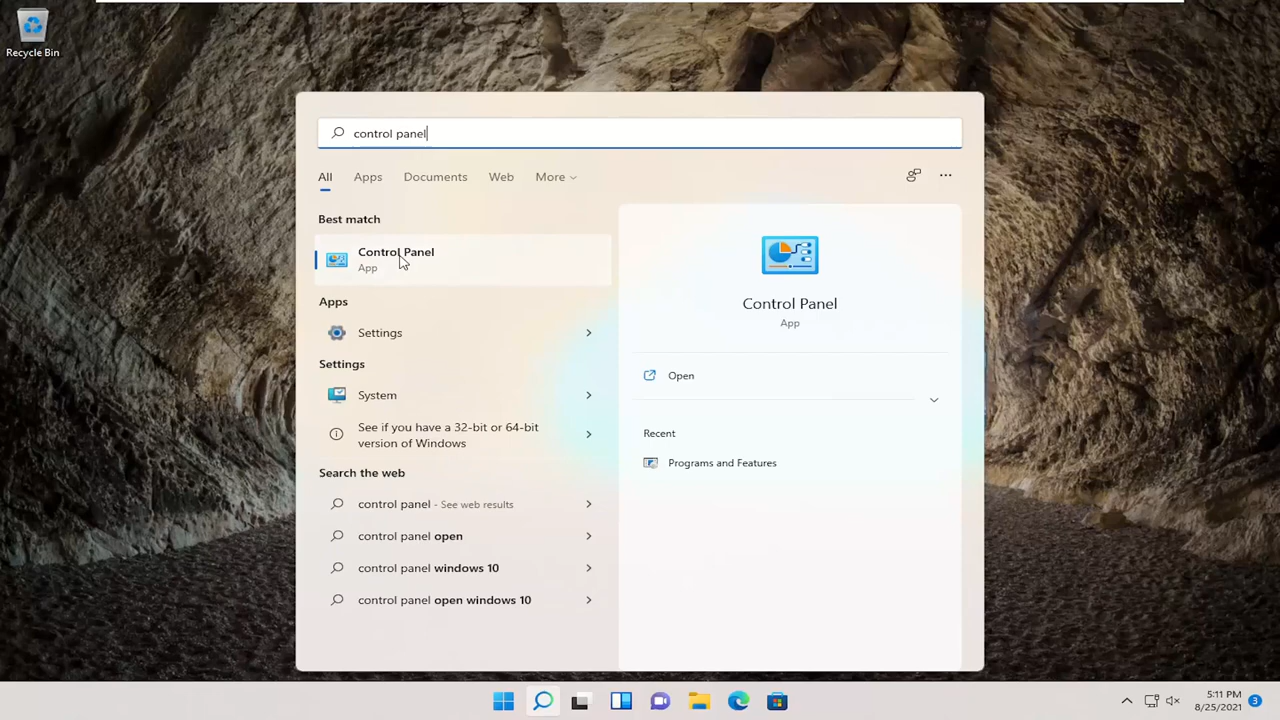 Recycle Bin
control panel
All Apps Documents Web More
Best match
Control Panel
App
Apps
Settings
Settings
System
See if you have a 32-bit or 64-bit
version of Windows
Search the web
control panel - See web results
control panel open
control panel windows 10
control panel open windows 10
Control Panel
App
Open
Recent
Programs and Features
5:11 PM
8/25/2021
3